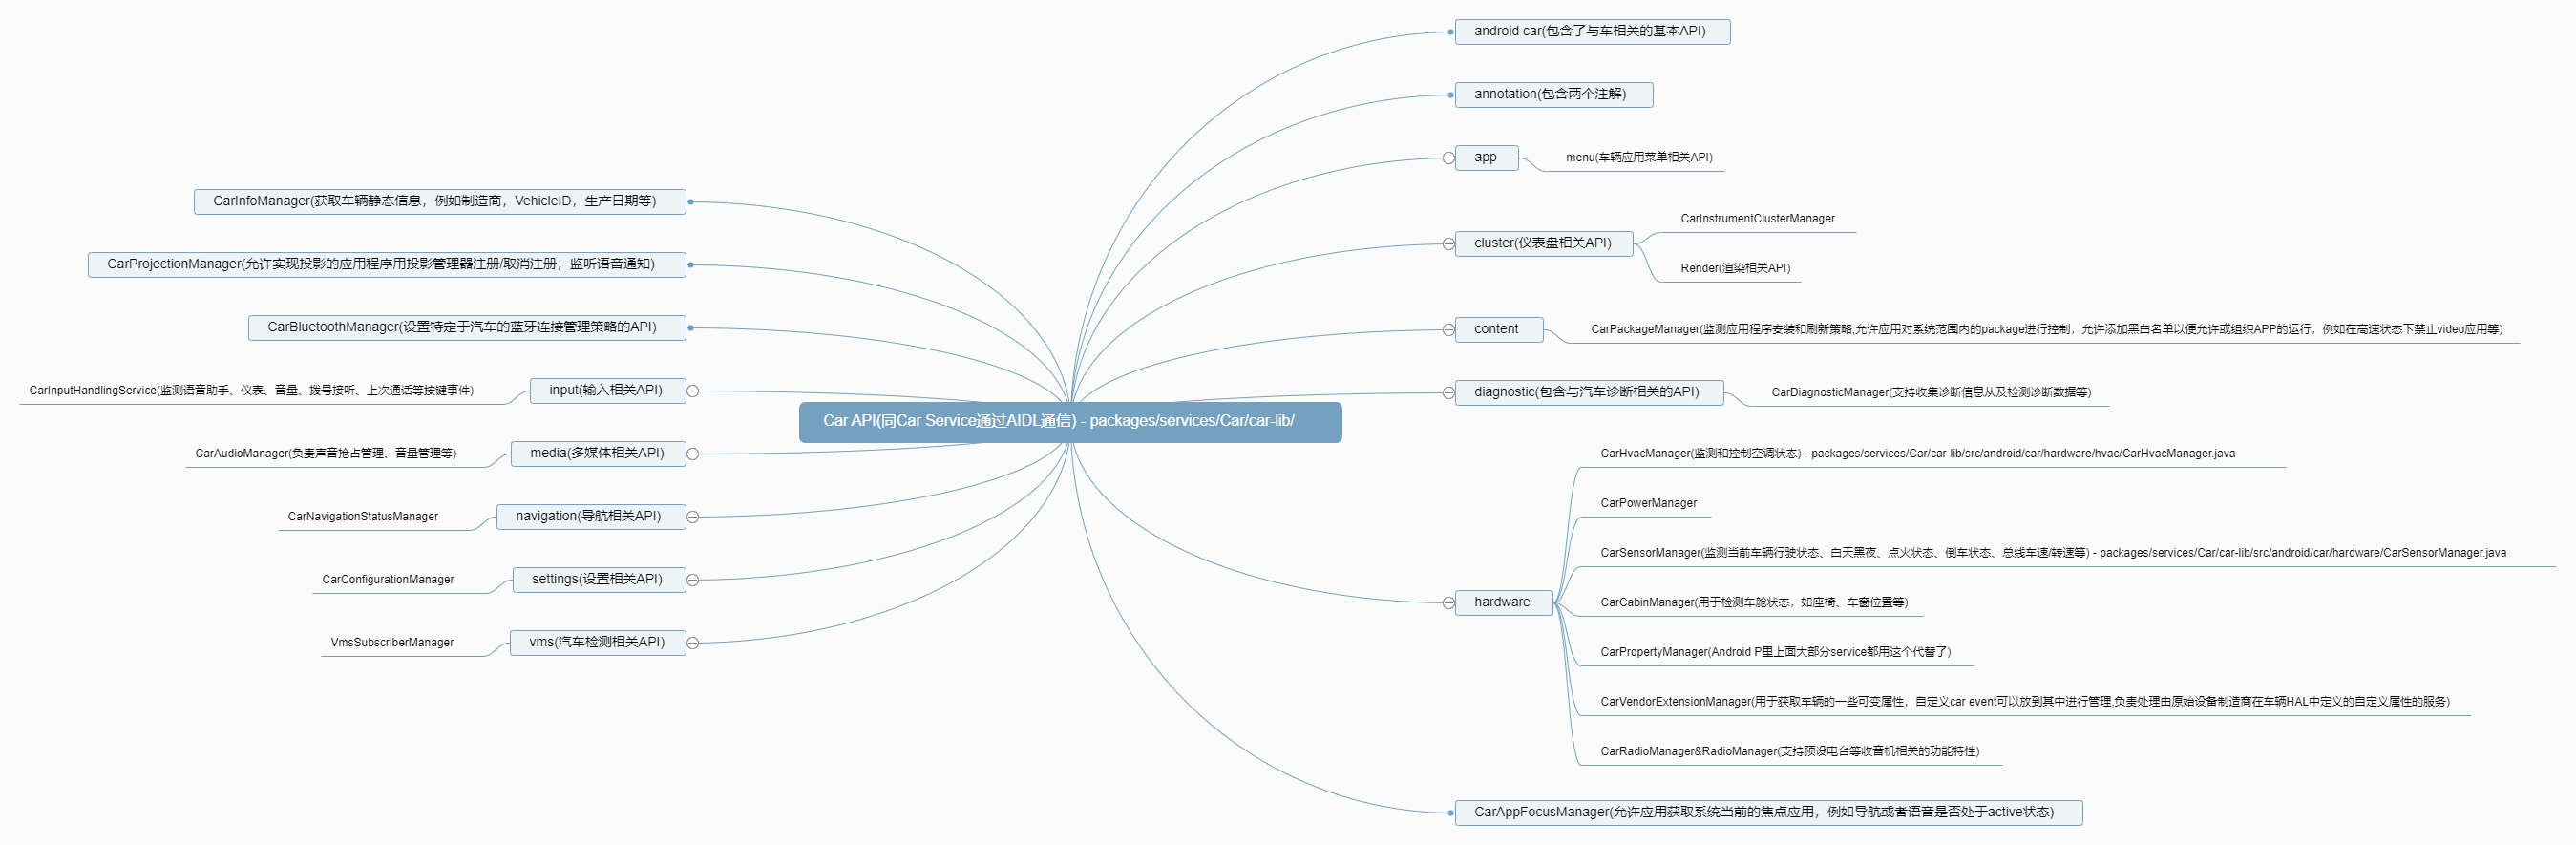 Car API(同Car Service通过AIDL通信) - packages/services/Car/car-lib/
android car(包含了与车相关的基本API)
annotation(包含两个注解)
app
menu(车辆应用菜单相关API)
cluster(仪表盘相关API)
CarInstrumentClusterManager
Render(渲染相关API)
content
CarPackageManager(监测应用程序安装和刷新策略,允许应用对系统范围内的package进行控制，允许添加黑白名单以便允许或组织APP的运行，例如在高速状态下禁止video应用等)
diagnostic(包含与汽车诊断相关的API)
CarDiagnosticManager(支持收集诊断信息从及检测诊断数据等)
hardware
CarHvacManager(监测和控制空调状态) - packages/services/Car/car-lib/src/android/car/hardware/hvac/CarHvacManager.java
CarPowerManager
CarSensorManager(监测当前车辆行驶状态、白天黑夜、点火状态、倒车状态、总线车速/转速等) - packages/services/Car/car-lib/src/android/car/hardware/CarSensorManager.java
CarCabinManager(用于检测车舱状态，如座椅、车窗位置等)
CarPropertyManager(Android P里上面大部分service都用这个代替了)
CarVendorExtensionManager(用于获取车辆的一些可变属性，自定义car event可以放到其中进行管理,负责处理由原始设备制造商在车辆HAL中定义的自定义属性的服务)
CarRadioManager&RadioManager(支持预设电台等收音机相关的功能特性)
CarAppFocusManager(允许应用获取系统当前的焦点应用，例如导航或者语音是否处于active状态)
CarInfoManager(获取车辆静态信息，例如制造商，VehicleID，生产日期等)
CarProjectionManager(允许实现投影的应用程序用投影管理器注册/取消注册，监听语音通知)
CarBluetoothManager(设置特定于汽车的蓝牙连接管理策略的API)
input(输入相关API)
CarInputHandlingService(监测语音助手、仪表、音量、拨号接听、上次通话等按键事件)
media(多媒体相关API)
CarAudioManager(负责声音抢占管理、音量管理等)
navigation(导航相关API)
CarNavigationStatusManager
settings(设置相关API)
CarConfigurationManager
vms(汽车检测相关API)
VmsSubscriberManager